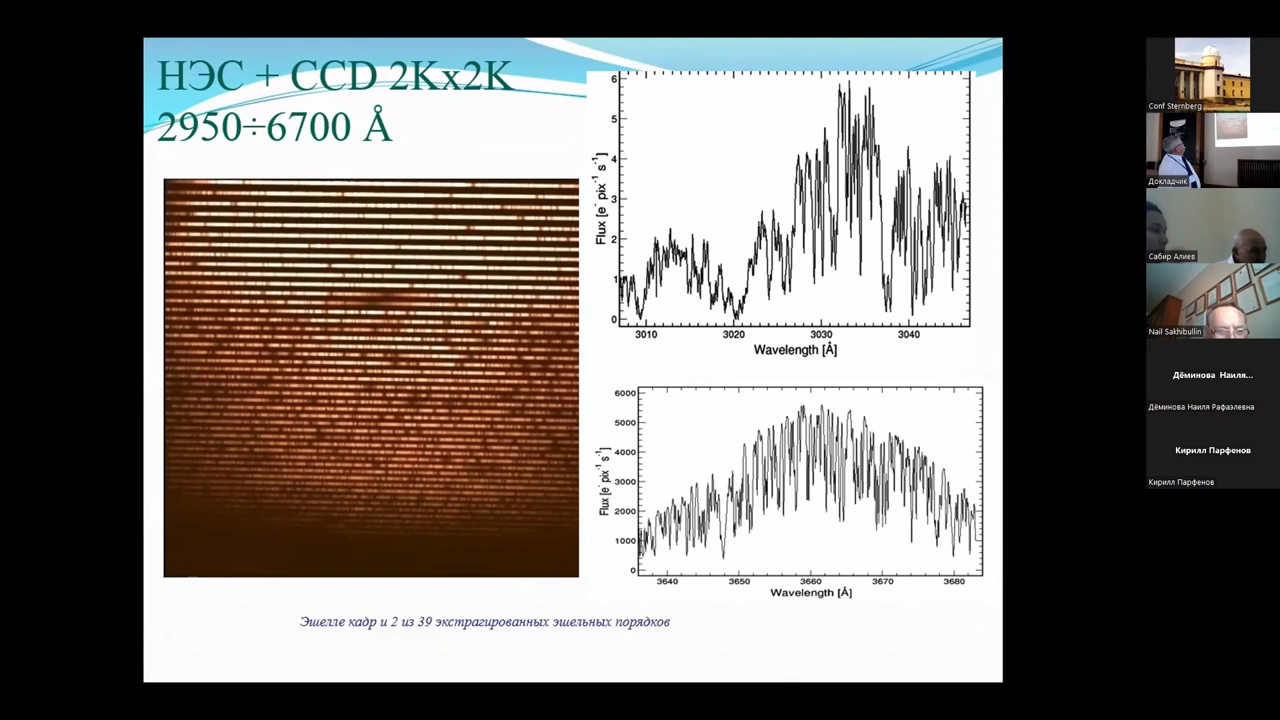 НЭС + CCD 2Kx2K
2950÷6700 Å
6
5
4
3
2
1
0
Flux [e⁻ pix⁻¹ s⁻¹]
3010
3020
3030
3040
Wavelength [Å]
6000
5000
4000
3000
2000
1000
0
Flux [e⁻ pix⁻¹ s⁻¹]
3640
3650
3660
3670
3680
Wavelength [Å]
Эшелле кадр и 2 из 39 экстрагированных эшельных порядков
Conf Sternberg
Докладчик
Сабир Алиев
Nail Sakhibullin
Дёминова Наиля...
Дёминова Наиля Рафаэлевна
Кирилл Парфенов
Кирилл Парфенов